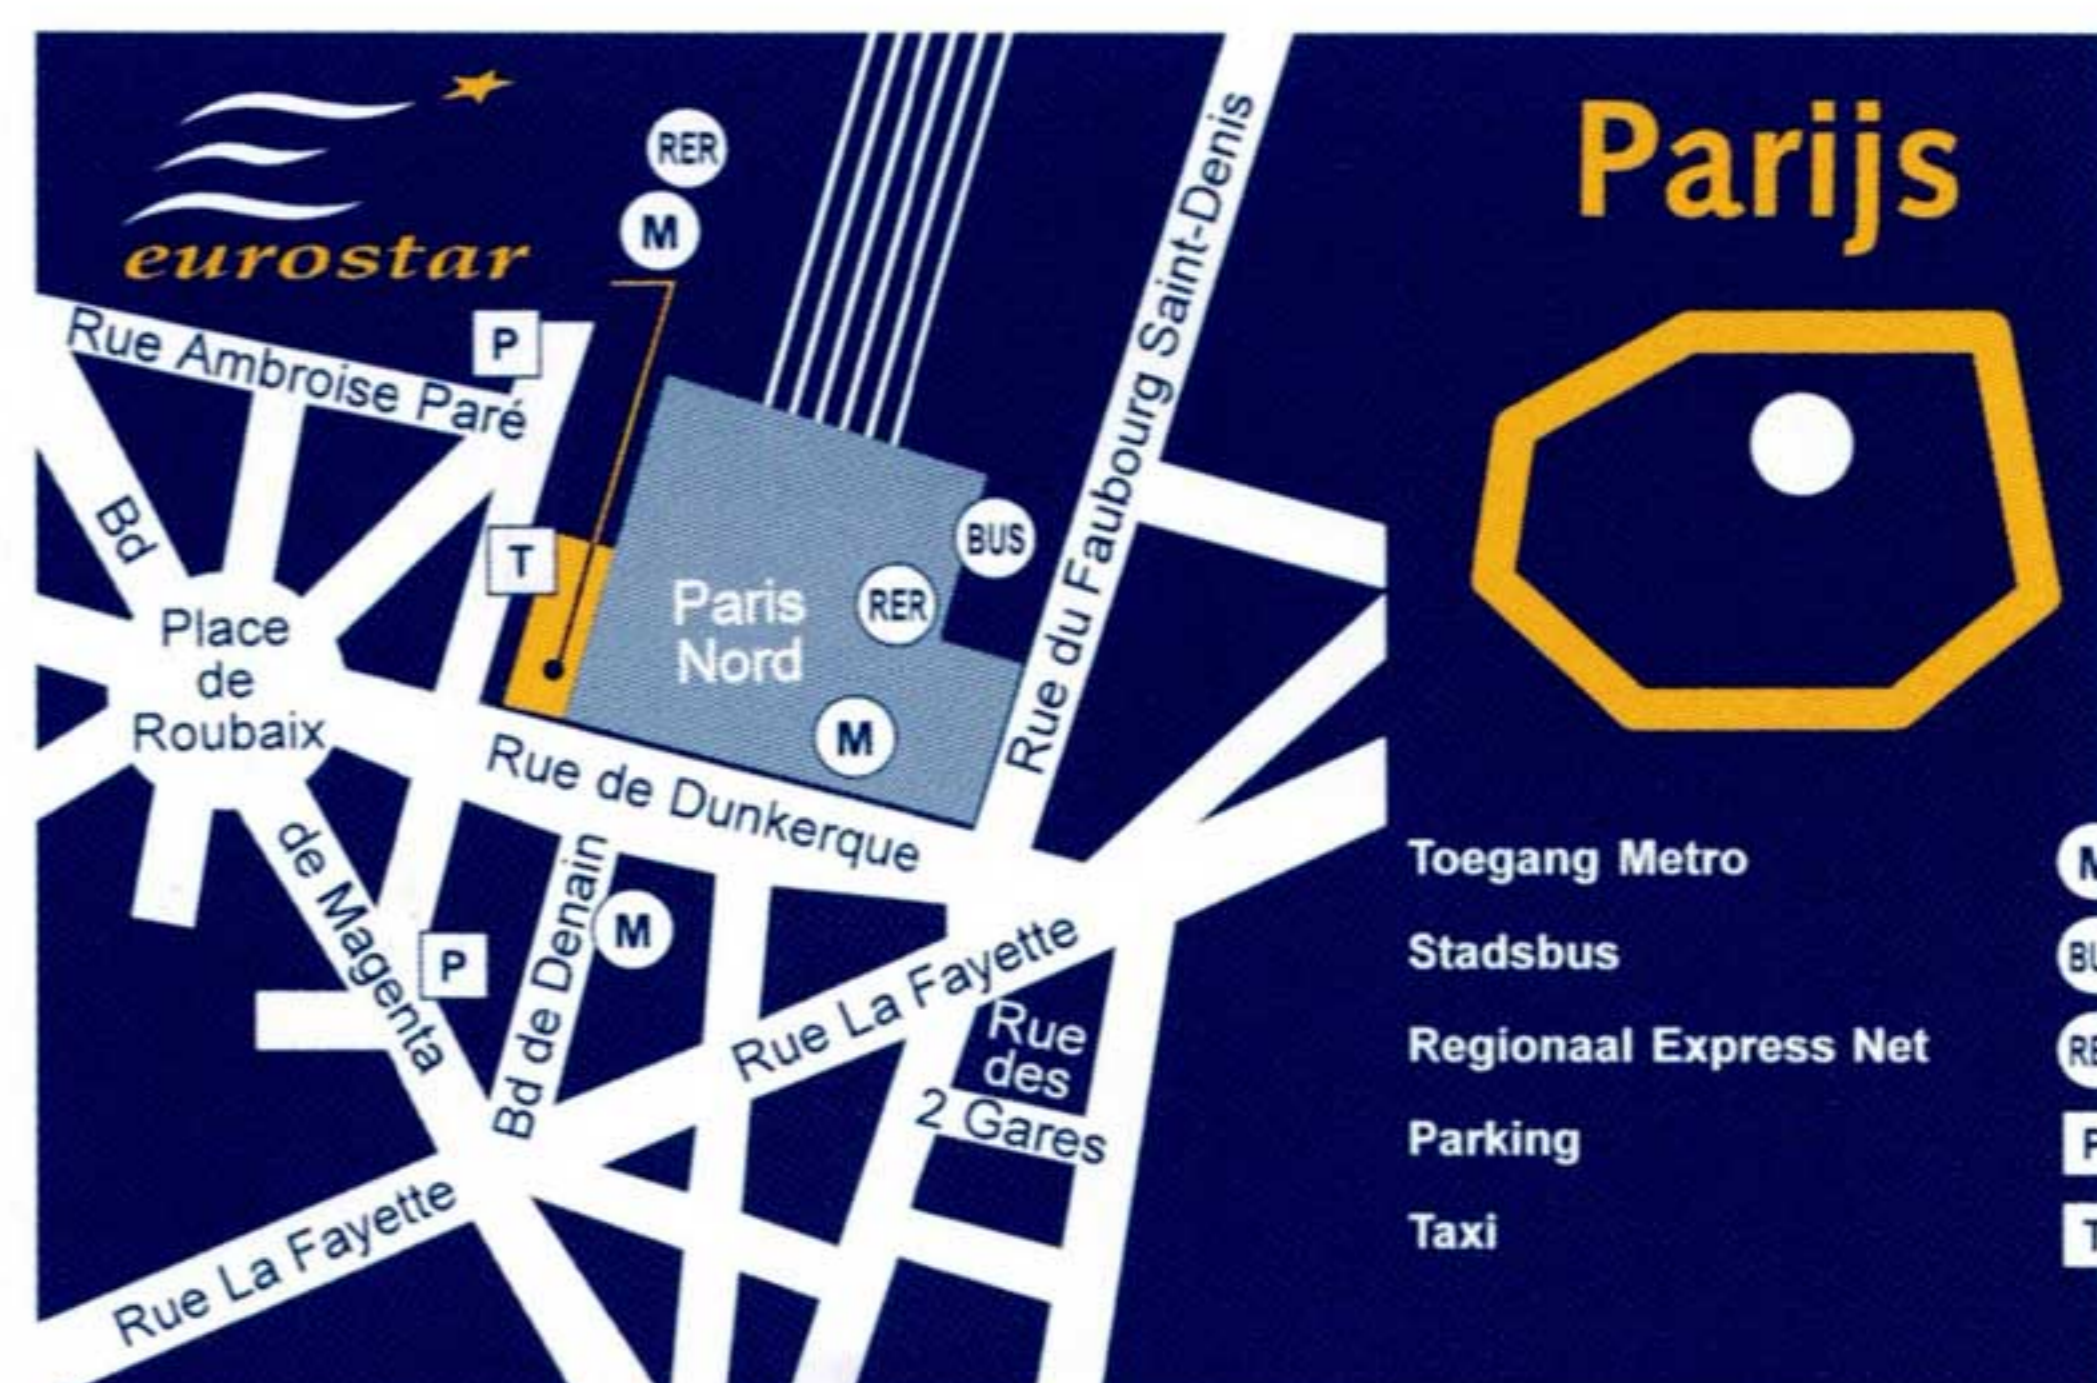 eurostar
RER
M
Rue Ambroise Paré
P
Rue du Faubourg Saint-Denis
Bd
T
BUS
RER
Paris
Nord
M
Place
de
Roubaix
Rue de Dunkerque
de Magenta
P
Bd de Denain
M
Rue La Fayette
Rue
des
2 Gares
Rue La Fayette
Parijs
Toegang Metro M
Stadsbus
Regionaal Express Net
Parking P
Taxi T